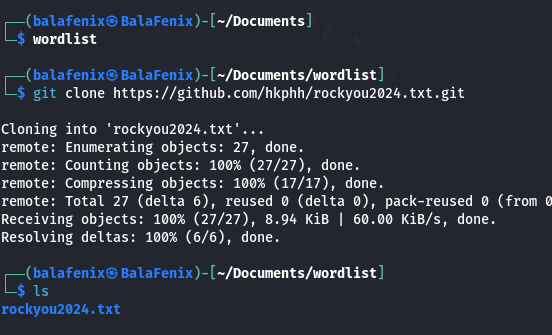 (balafenix㉿BalaFenix)-[~/Documents]
$ wordlist
(balafenix㉿BalaFenix)-[~/Documents/wordlist]
$ git clone https://github.com/hkphh/rockyou2024.txt.git
Cloning into 'rockyou2024.txt'...
remote: Enumerating objects: 27, done.
remote: Counting objects: 100% (27/27), done.
remote: Compressing objects: 100% (17/17), done.
remote: Total 27 (delta 6), reused 0 (delta 0), pack-reused 0 (from 0
Receiving objects: 100% (27/27), 8.94 KiB | 60.00 KiB/s, done.
Resolving deltas: 100% (6/6), done.
(balafenix㉿BalaFenix)-[~/Documents/wordlist]
$ ls
rockyou2024.txt